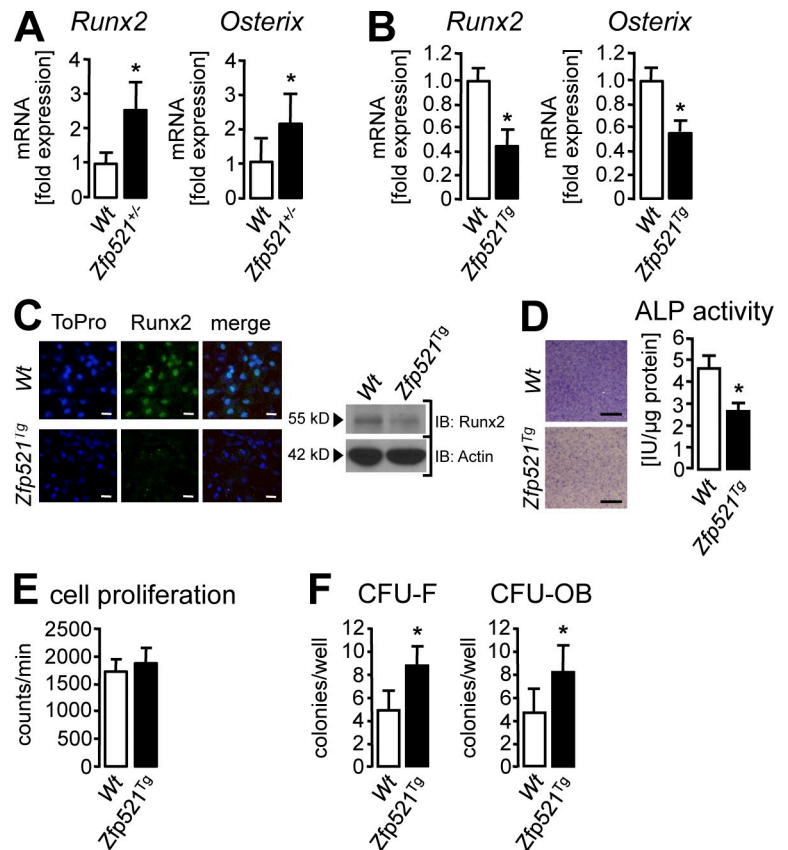 A Runx2 Osterix
mRNA
[fold expression]
4
3
2
1
0
*
Wt
Zfp521+/-
mRNA
[fold expression]
4
3
2
1
0
*
Wt
Zfp521+/-
B Runx2 Osterix
mRNA
[fold expression]
1.2
1.0
0.8
0.6
0.4
0.2
0
*
Wt
Zfp521Tg
mRNA
[fold expression]
1.2
1.0
0.8
0.6
0.4
0.2
0
*
Wt
Zfp521Tg
C ToPro Runx2 merge
Wt
Zfp521Tg
Wt
Zfp521Tg
55 kD IB: Runx2
42 kD IB: Actin
D ALP activity
Wt
Zfp521Tg
[IU/µg protein)
6
5
4
3
2
1
0
*
Wt
Zfp521Tg
E cell proliferation
counts/min
2500
2000
1500
1000
500
0
Wt
Zfp521Tg
F CFU-F CFU-OB
colonies/well
12
10
8
6
4
2
0
*
Wt
Zfp521Tg
colonies/well
12
10
8
6
4
2
0
*
Wt
Zfp521Tg